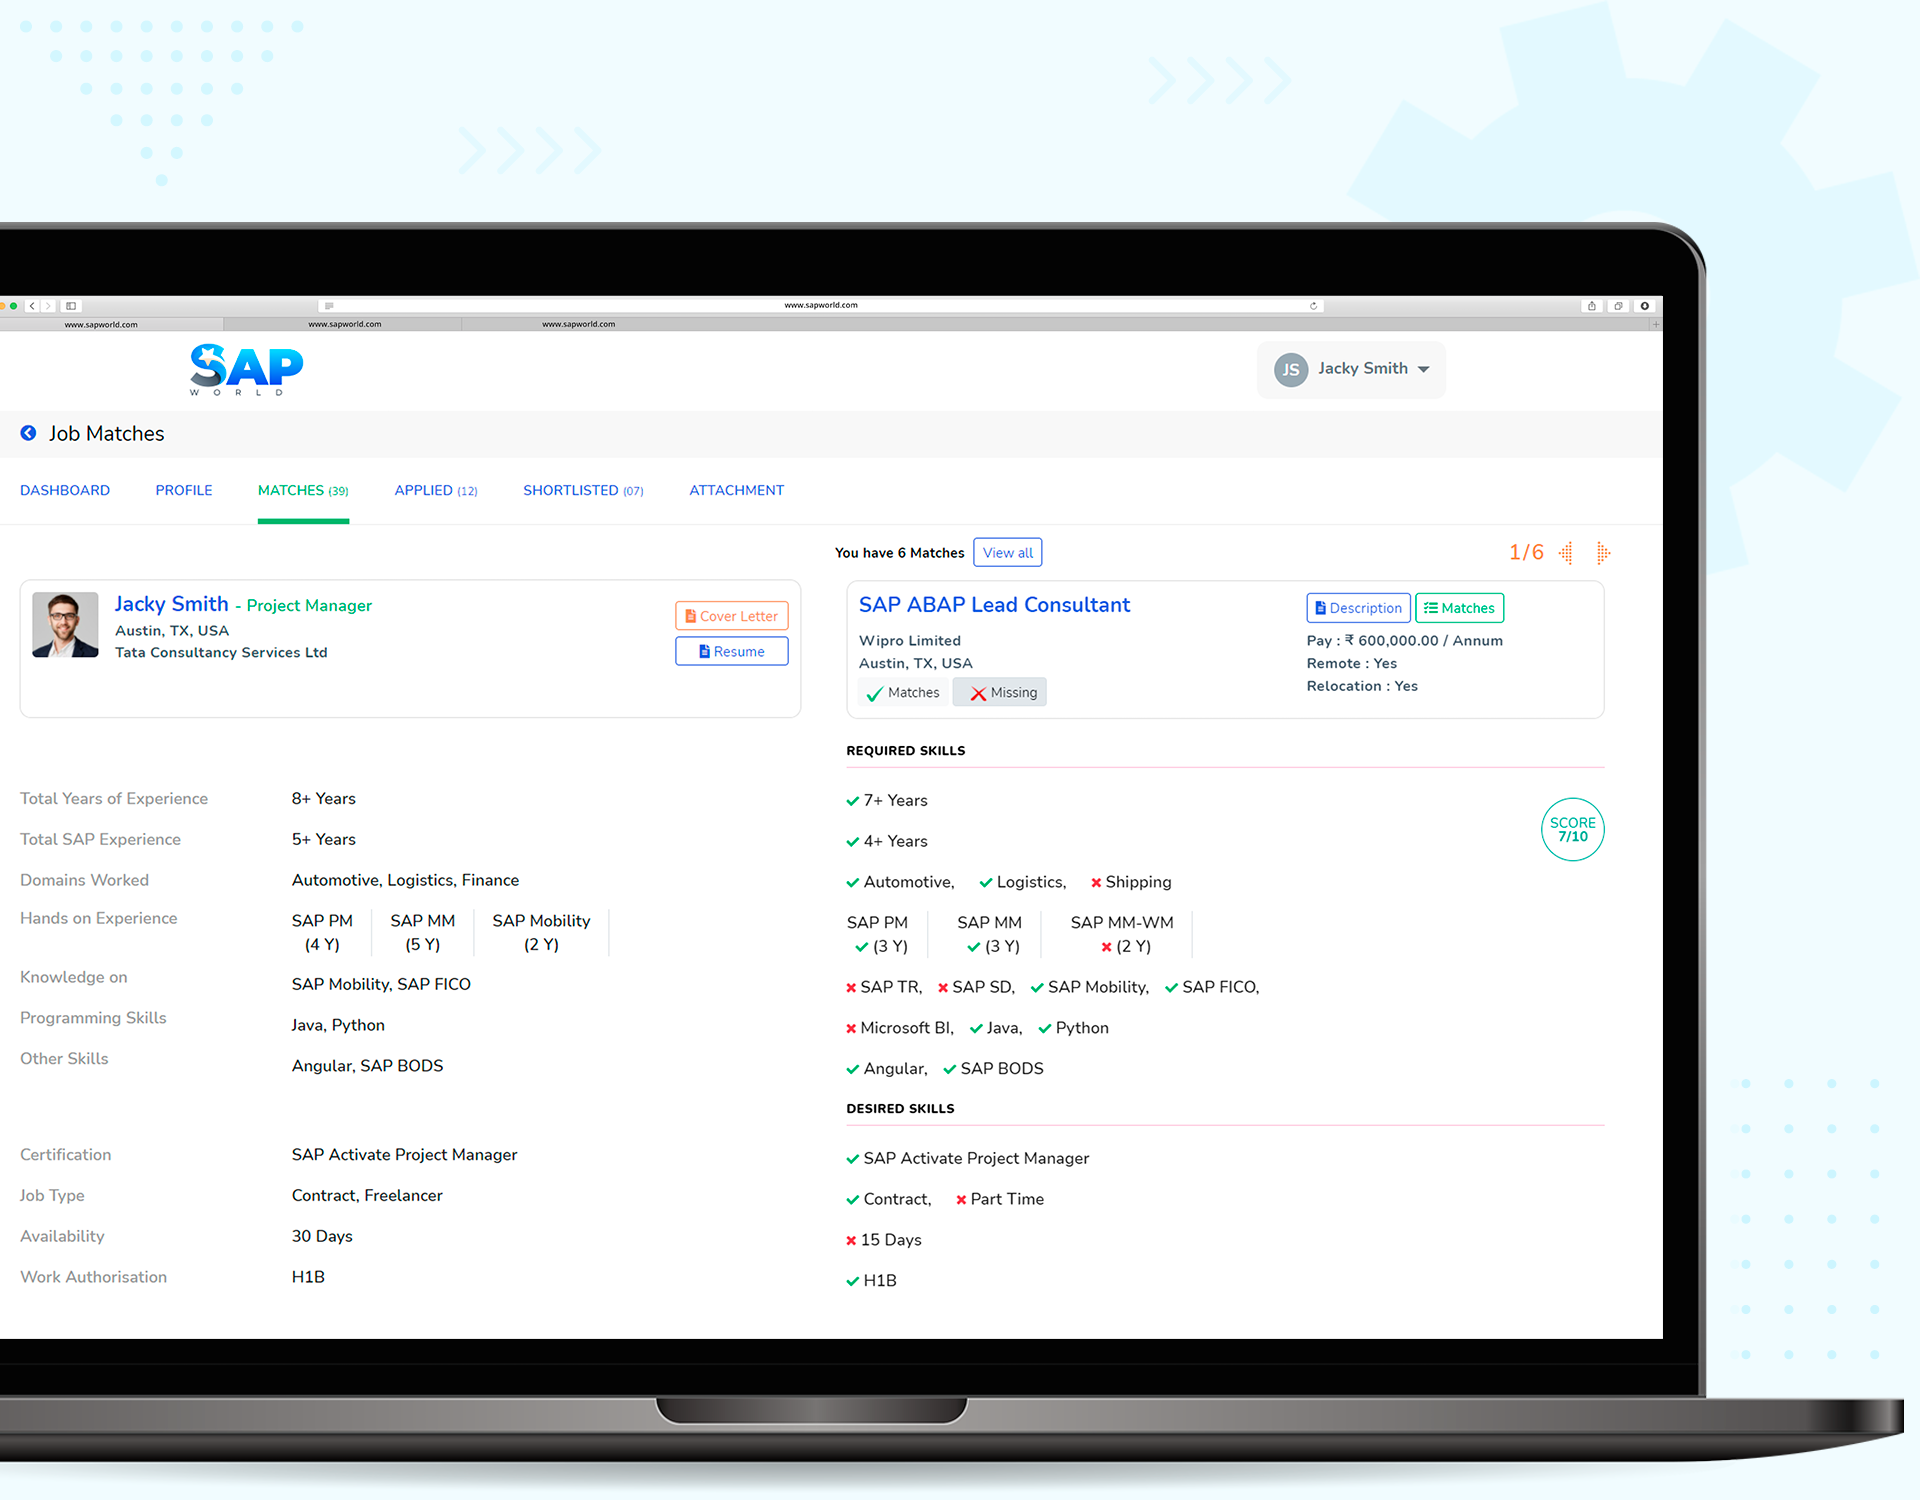 www.sapworld.com
www.sapworld.com
www.sapworld.com
www.sapworld.com
SAP
WORLD
JS Jacky Smith
Job Matches
DASHBOARD PROFILE MATCHES (39) APPLIED (12) SHORTLISTED (07) ATTACHMENT
You have 6 Matches View all 1/6
Jacky Smith - Project Manager
Austin, TX, USA
Tata Consultancy Services Ltd
Cover Letter
Resume
SAP ABAP Lead Consultant
Wipro Limited
Austin, TX, USA
Matches Missing
Description Matches
Pay : ₹ 600,000.00 / Annum
Remote : Yes
Relocation : Yes
REQUIRED SKILLS
Total Years of Experience 8+ Years 7+ Years
SCORE
7/10
Total SAP Experience 5+ Years 4+ Years
Domains Worked Automotive, Logistics, Finance Automotive, Logistics, Shipping
Hands on Experience SAP PM SAP MM SAP Mobility SAP PM SAP MM SAP MM-WM
(4 Y) (5 Y) (2 Y) (3 Y) (3 Y) (2 Y)
Knowledge on SAP Mobility, SAP FICO SAP TR, SAP SD, SAP Mobility, SAP FICO,
Programming Skills Java, Python Microsoft BI, Java, Python
Other Skills Angular, SAP BODS Angular, SAP BODS
DESIRED SKILLS
Certification SAP Activate Project Manager SAP Activate Project Manager
Job Type Contract, Freelancer Contract, Part Time
Availability 30 Days 15 Days
Work Authorisation H1B H1B